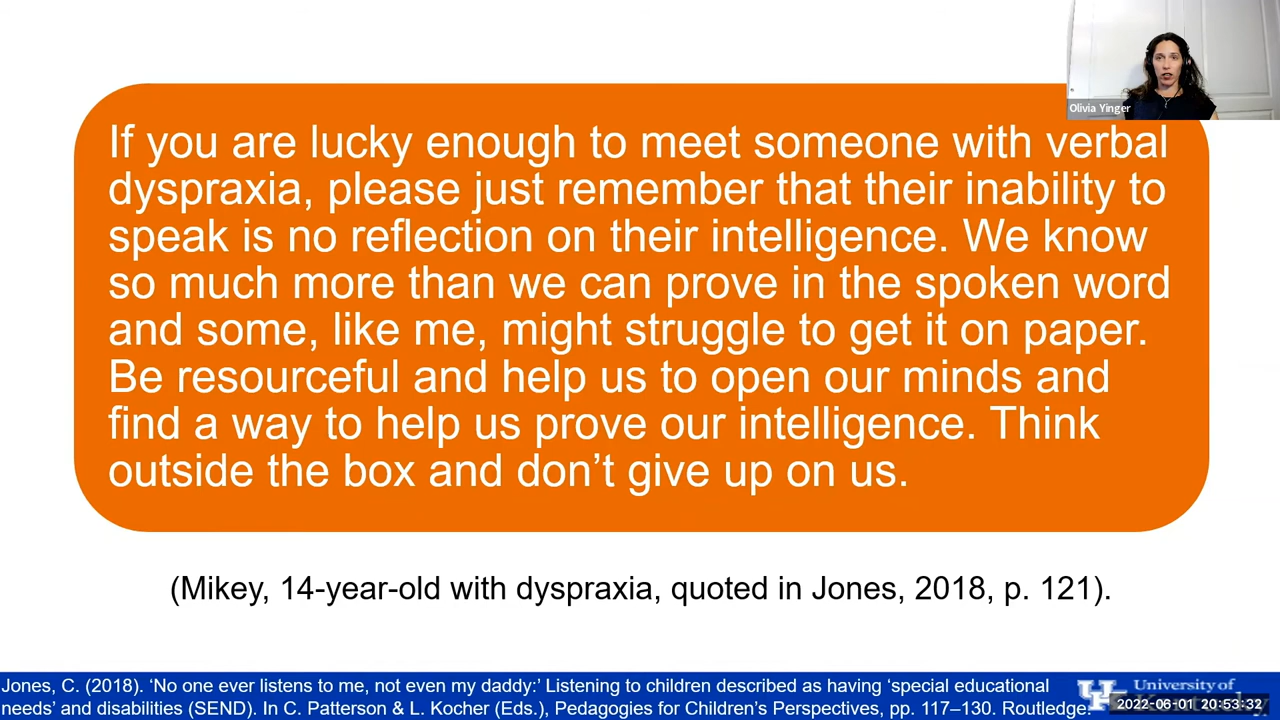 Olivia Yinger
If you are lucky enough to meet someone with verbal
dyspraxia, please just remember that their inability to
speak is no reflection on their intelligence. We know
so much more than we can prove in the spoken word
and some, like me, might struggle to get it on paper.
Be resourceful and help us to open our minds and
find a way to help us prove our intelligence. Think
outside the box and don’t give up on us.
(Mikey, 14-year-old with dyspraxia, quoted in Jones, 2018, p. 121).
Jones, C. (2018). ‘No one ever listens to me, not even my daddy:’ Listening to children described as having ‘special educational
needs’ and disabilities (SEND). In C. Patterson & L. Kocher (Eds.), Pedagogies for Children’s Perspectives, pp. 117–130. Routledge.
University of
2022-06-01 20:53:32